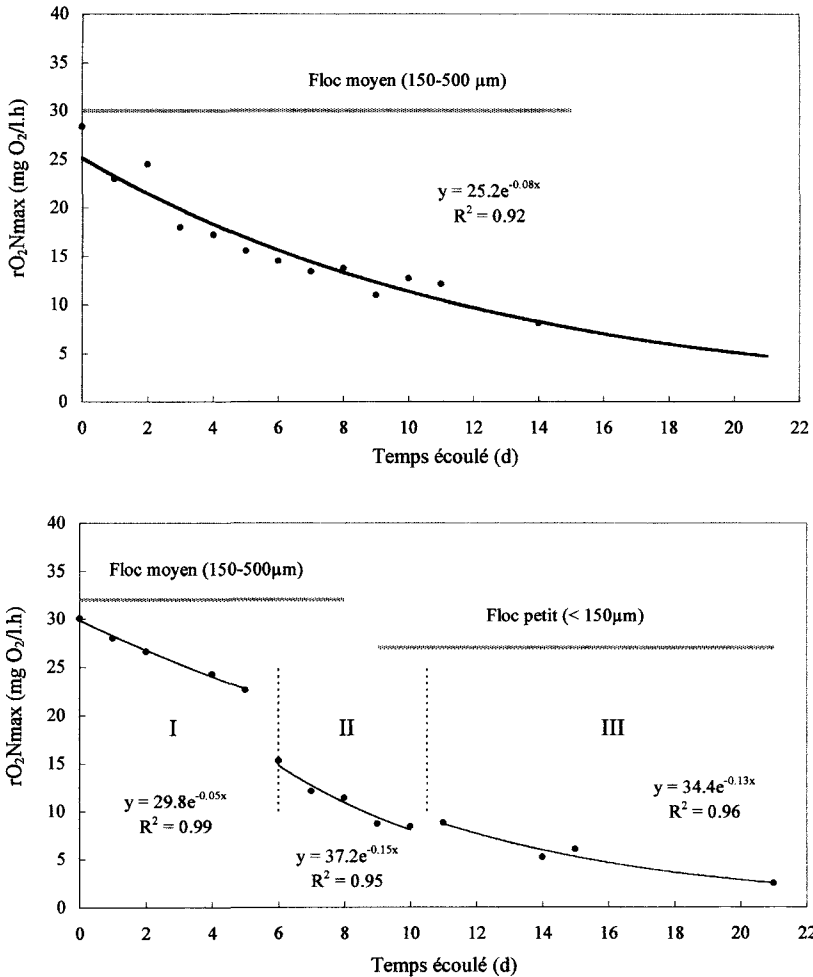 40
35
30
25
20
15
10
5
0
rO₂Nmax (mg O₂/l.h)
Floc moyen (150-500 µm)
y = 25.2e^-0.08x
R² = 0.92
0 2 4 6 8 10 12 14 16 18 20 22
Temps écoulé (d)
40
35
30
25
20
15
10
5
0
rO₂Nmax (mg O₂/l.h)
Floc moyen (150-500µm)
Floc petit (< 150µm)
I
II
III
y = 29.8e^-0.05x
R² = 0.99
y = 37.2e^-0.15x
R² = 0.95
y = 34.4e^-0.13x
R² = 0.96
0 2 4 6 8 10 12 14 16 18 20 22
Temps écoulé (d)